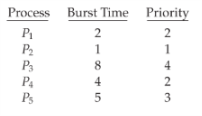 Process Burst Time Priority
P1 2 2
P2 1 1
P3 8 4
P4 4 2
P5 5 3